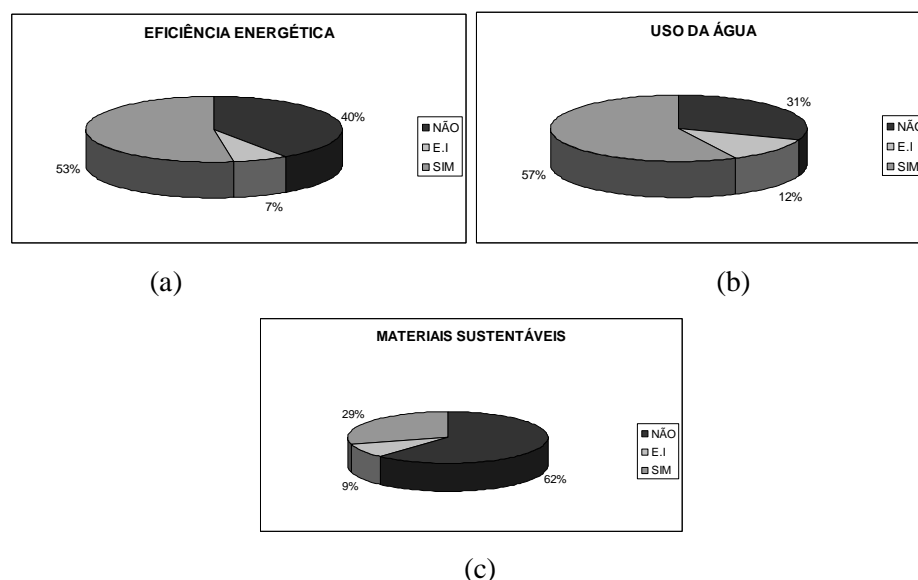 EFICIÊNCIA ENERGÉTICA
40%
NÃO
E.I
SIM
53%
7%
(a)
USO DA ÁGUA
31%
NÃO
E.I
SIM
57%
12%
(b)
MATERIAIS SUSTENTÁVEIS
29%
NÃO
E.I
SIM
9%
62%
(c)